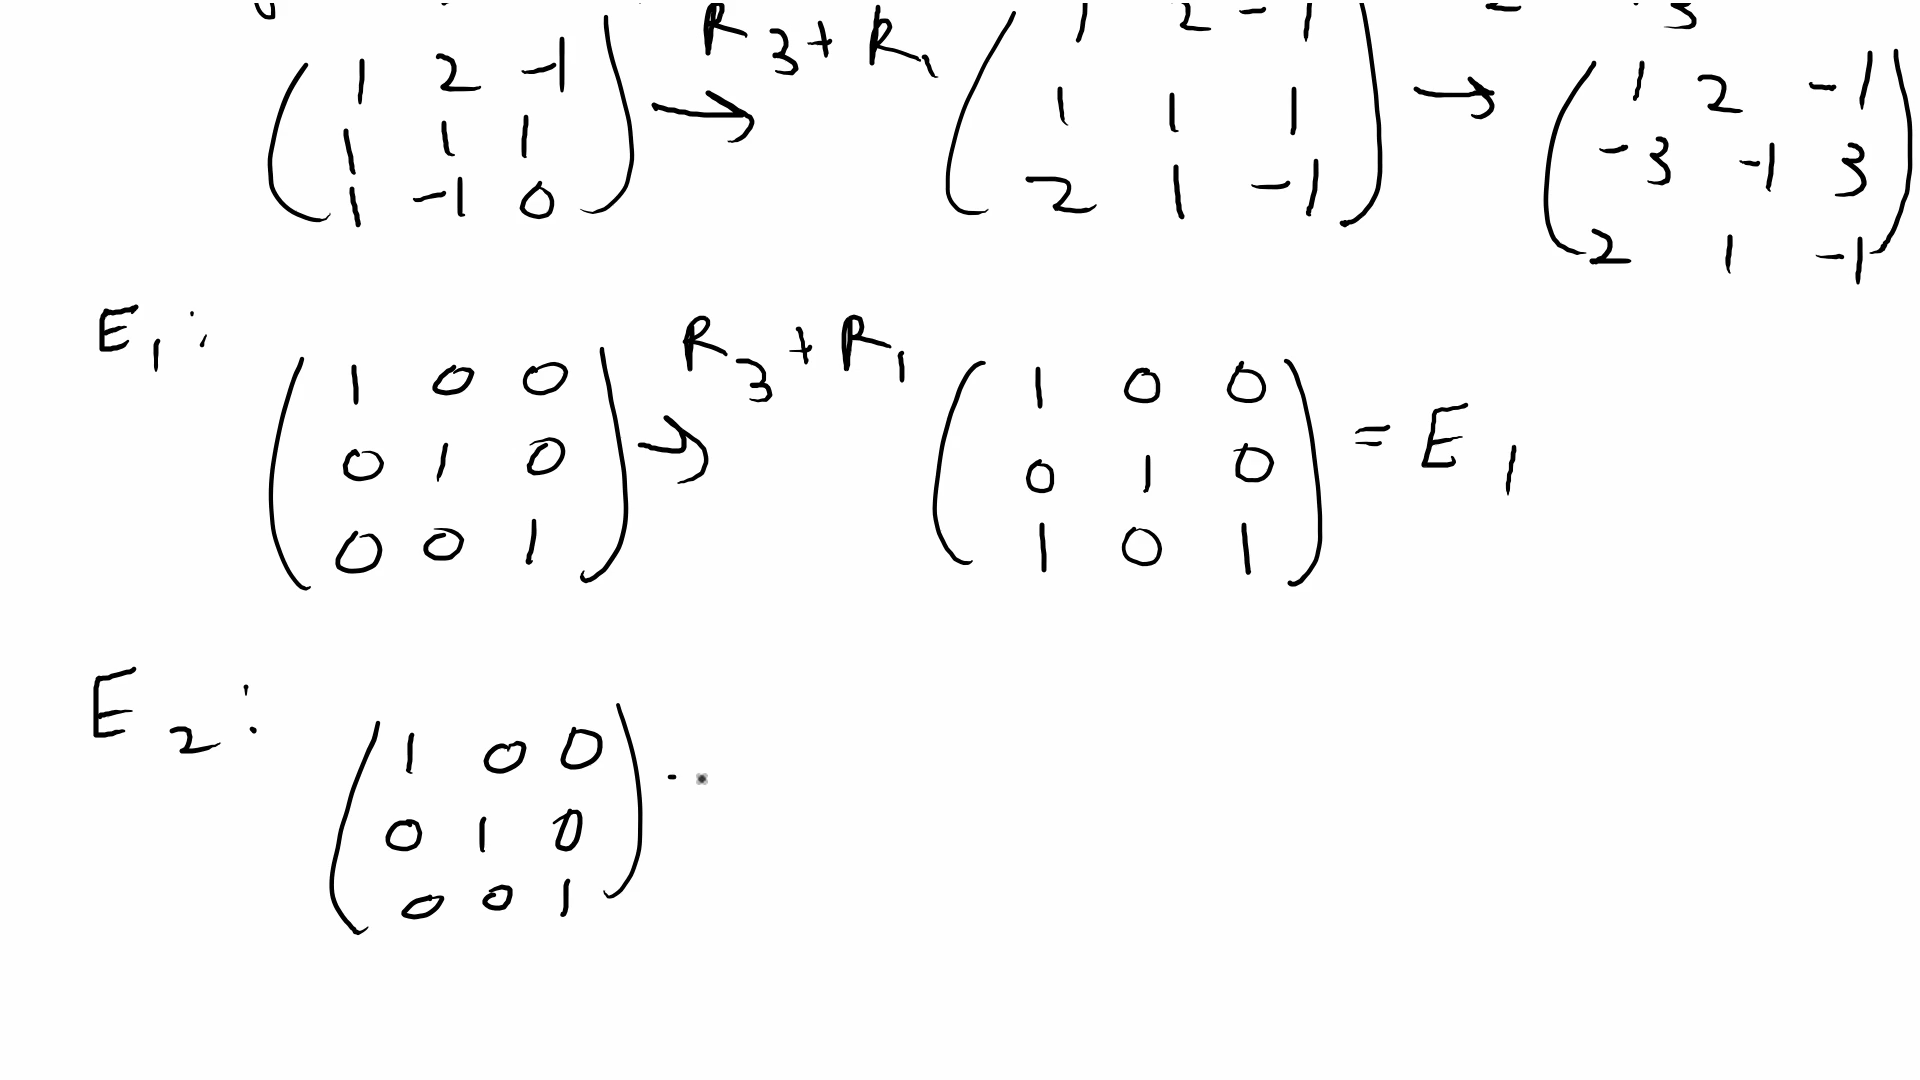 R3 + R1 1 2 -1 3
( 1 2 -1 ) → ( 1 1 1 ) → ( 1 2 -1 )
1 1 1 2 1 -1 -3 -1 3
1 -1 0 2 1 -1
E1:
R3 + R1
( 1 0 0 ) → ( 1 0 0 ) = E1
0 1 0 0 1 0
0 0 1 1 0 1
E2:
( 1 0 0 )
0 1 0
0 0 1